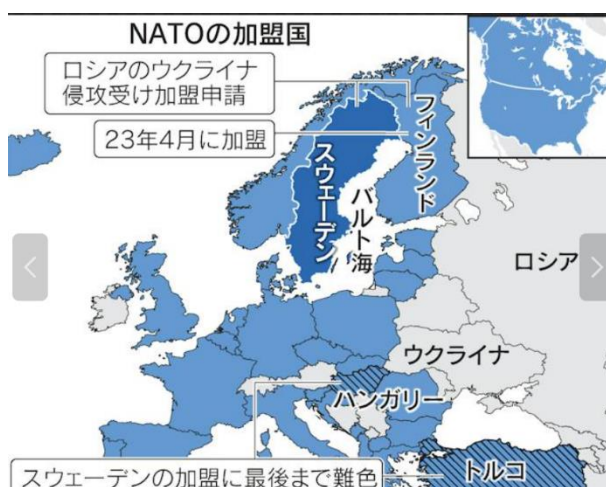 NATOの加盟国
ロシアのウクライナ
侵攻受け加盟申請
23年4月に加盟
フィンランド
スウェーデン
バルト海
ロシア
ウクライナ
ハンガリー
スウェーデンの加盟に最後まで難色
トルコ